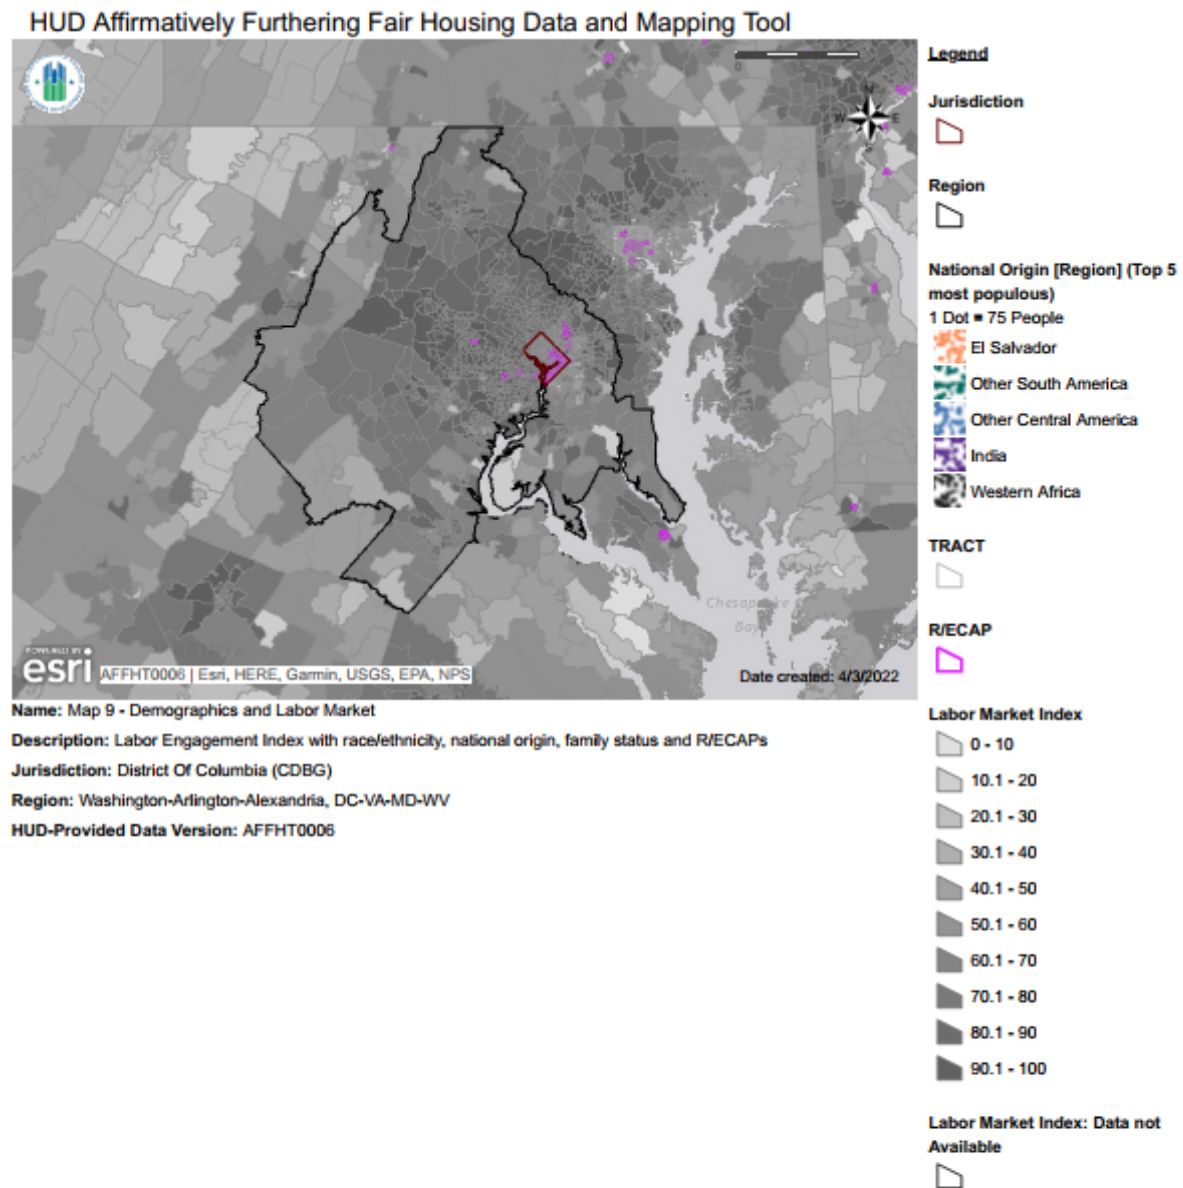 HUD Affirmatively Furthering Fair Housing Data and Mapping Tool
0
N
W E
Chesapeake
Bay
POWERED BY
esri
AFFHT0006 | Esri, HERE, Garmin, USGS, EPA, NPS
Date created: 4/3/2022
Name: Map 9 - Demographics and Labor Market
Description: Labor Engagement Index with race/ethnicity, national origin, family status and R/ECAPs
Jurisdiction: District Of Columbia (CDBG)
Region: Washington-Arlington-Alexandria, DC-VA-MD-WV
HUD-Provided Data Version: AFFHT0006
Legend
Jurisdiction
Region
National Origin [Region] (Top 5
most populous)
1 Dot = 75 People
El Salvador
Other South America
Other Central America
India
Western Africa
TRACT
R/ECAP
Labor Market Index
0 - 10
10.1 - 20
20.1 - 30
30.1 - 40
40.1 - 50
50.1 - 60
60.1 - 70
70.1 - 80
80.1 - 90
90.1 - 100
Labor Market Index: Data not
Available